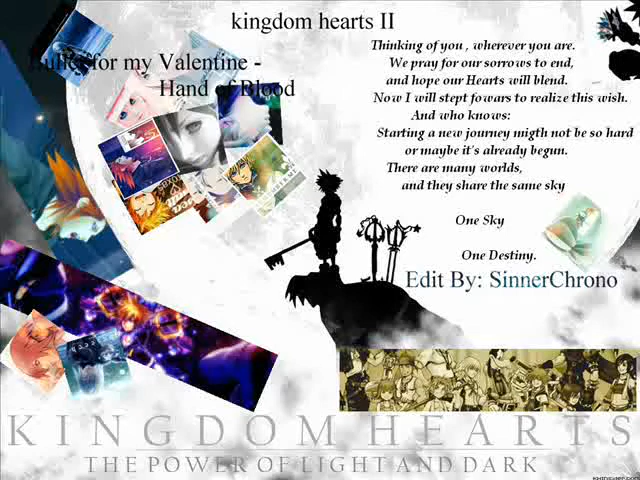 kingdom hearts II
Bullet for my Valentine -
Hand of Blood
Thinking of you , wherever you are.
We pray for our sorrows to end,
and hope our Hearts will blend.
Now I will stept fowars to realize this wish.
And who knows:
Starting a new journey migth not be so hard
or maybe it's already begun.
There are many worlds,
and they share the same sky
One Sky
One Destiny.
Edit By: SinnerChrono
KINGDOM HEARTS
THE POWER OF LIGHT AND DARK